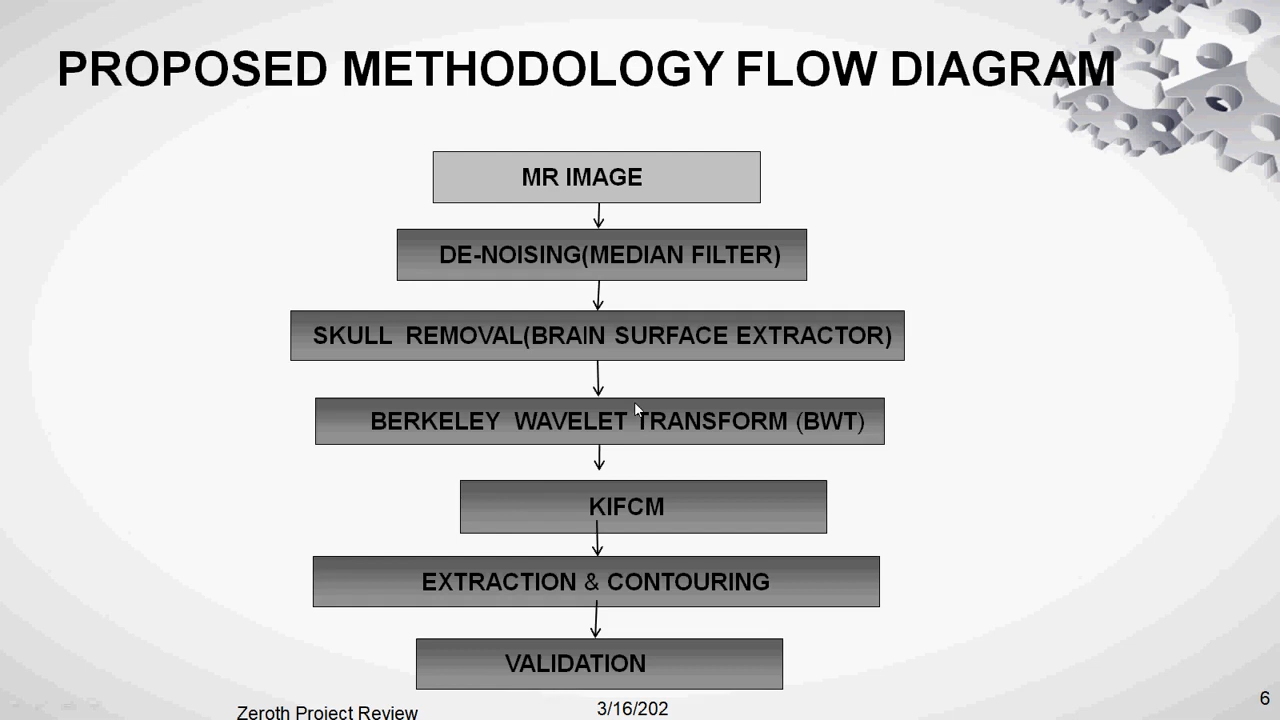 PROPOSED METHODOLOGY FLOW DIAGRAM
MR IMAGE
DE-NOISING(MEDIAN FILTER)
SKULL REMOVAL(BRAIN SURFACE EXTRACTOR)
BERKELEY WAVELET TRANSFORM (BWT)
KIFCM
EXTRACTION & CONTOURING
VALIDATION
Zeroth Project Review
3/16/202
6